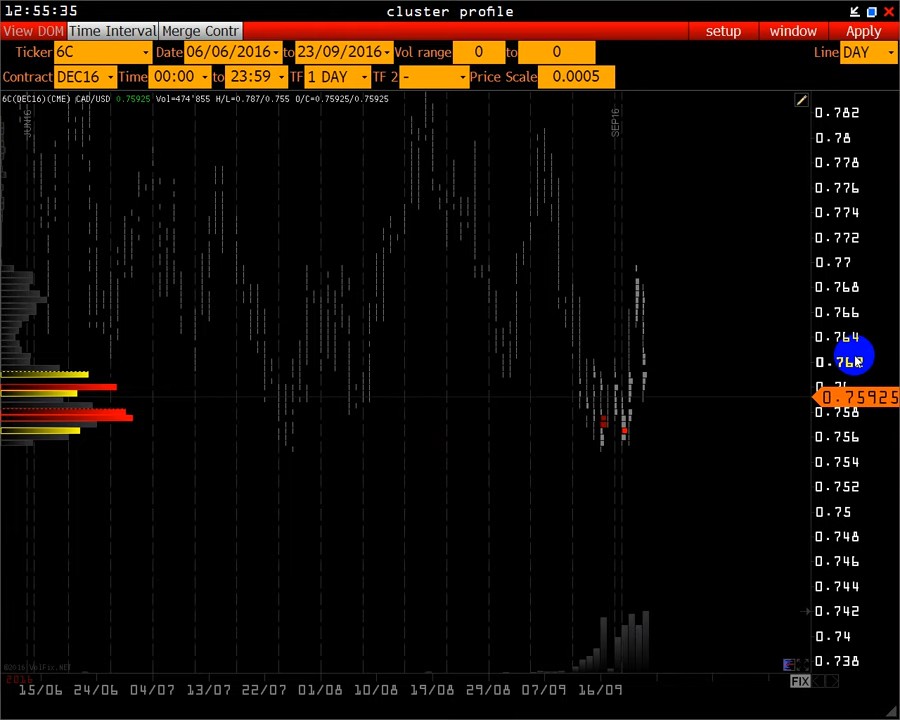 12:55:35 cluster profile
View DOM Time Interval Merge Contr setup window Apply
Ticker 6C Date 06/06/2016 to 23/09/2016 Vol range 0 to 0 Line DAY
Contract DEC16 Time 00:00 to 23:59 TF 1 DAY TF 2 - Price Scale 0.0005
6C(DEC16)(CME) CAD/USD 0.75925 Vol=474'855 H/L=0.787/0.755 O/C=0.75925/0.75925
JUN16
SEP16
0.782
0.78
0.778
0.776
0.774
0.772
0.77
0.768
0.766
0.764
0.75925
0.758
0.756
0.754
0.752
0.75
0.748
0.746
0.744
0.742
0.74
0.738
©2016 VolFix.NET
2016
FIX
15/06 24/06 04/07 13/07 22/07 01/08 10/08 19/08 29/08 07/09 16/09